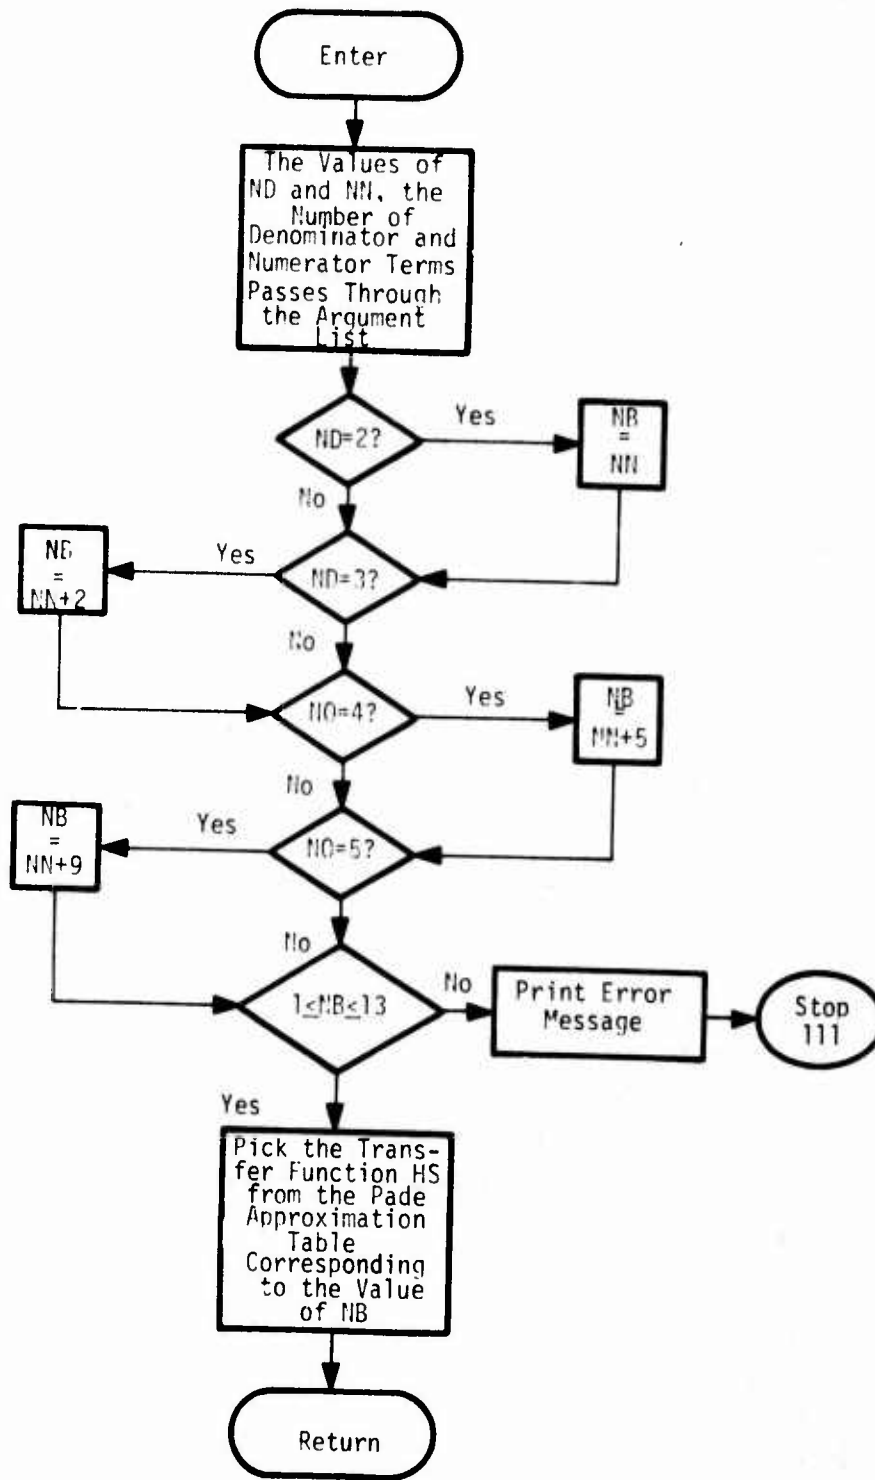 Enter
The Values of
ND and NN, the
Number of
Denominator and
Numerator Terms
Passes Through
the Argument
List
ND=2?
Yes
NB
=
NN
No
ND=3?
Yes
NB
=
NN+2
No
NO=4?
Yes
NB
=
NN+5
No
NO=5?
Yes
NB
=
NN+9
No
1≤NB≤13
No
Print Error
Message
Stop
111
Yes
Pick the Trans-
fer Function HS
from the Pade
Approximation
Table
Corresponding
to the Value
of NB
Return